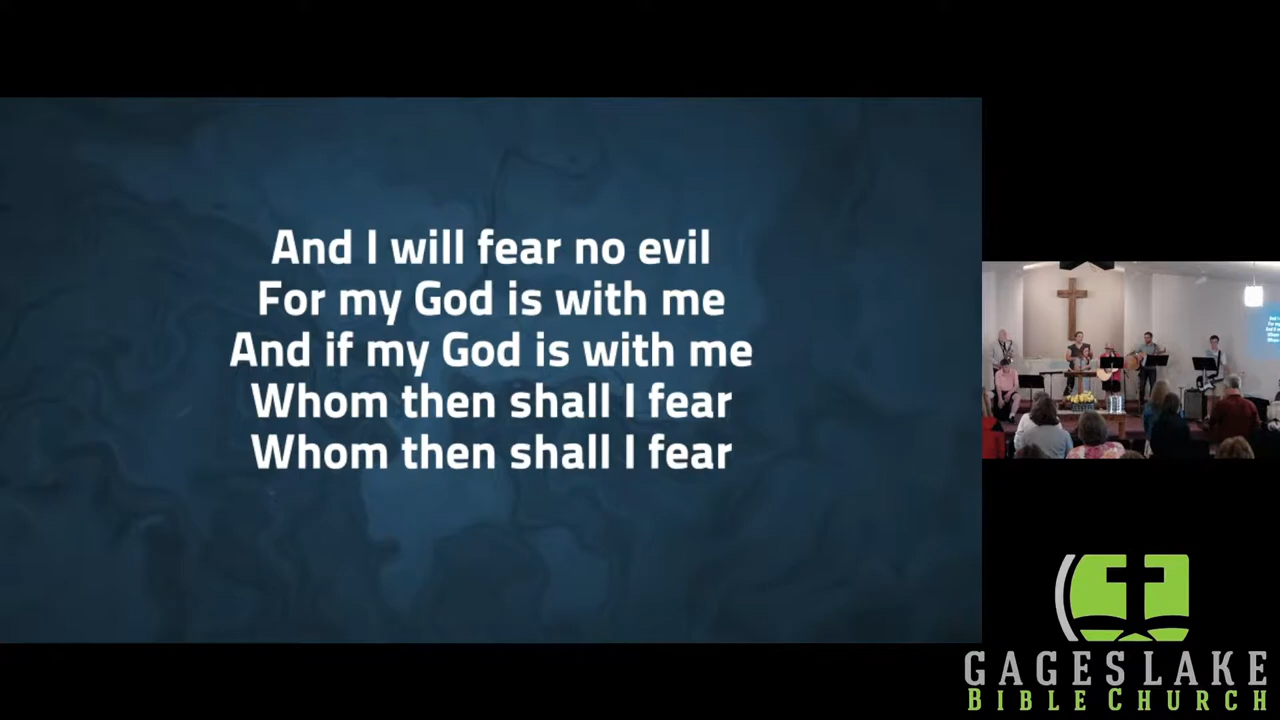 And I will fear no evil
For my God is with me
And if my God is with me
Whom then shall I fear
Whom then shall I fear
GAGESLAKE
BIBLE CHURCH